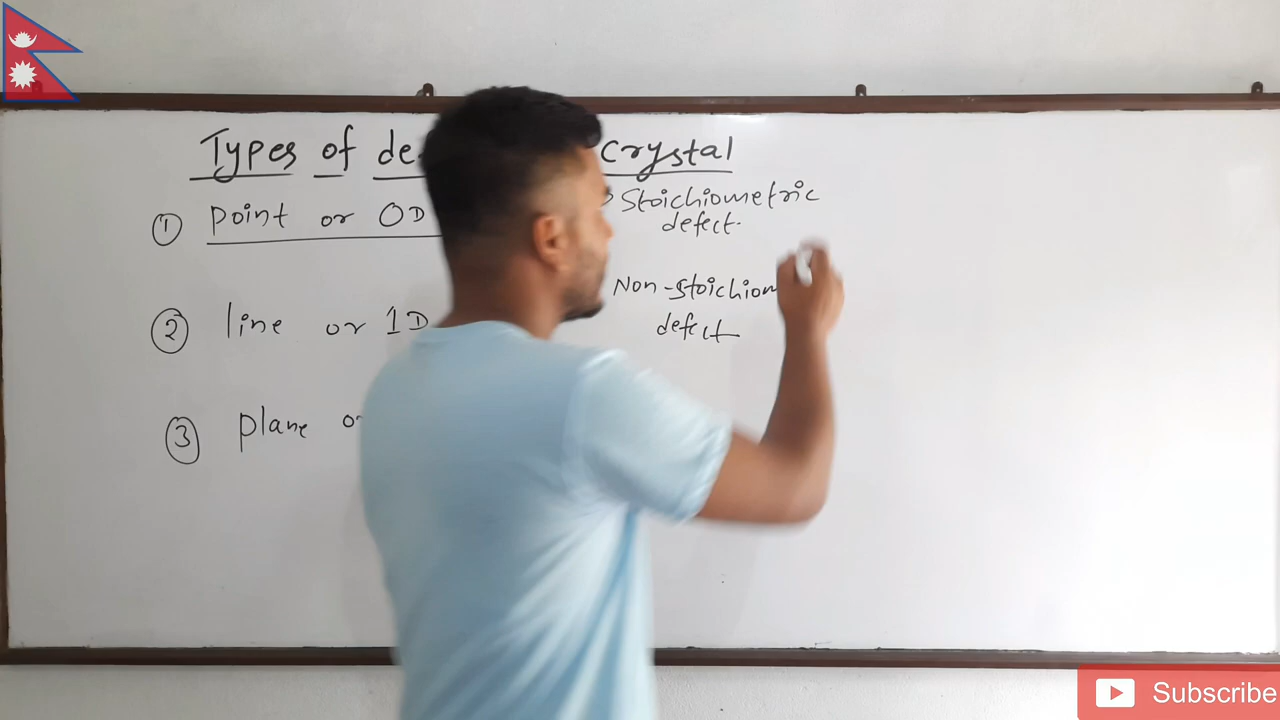 Types of de Crystal
① point or 0D
Stoichiometric
defect.
Non-stoichiom
defect
② line or 1D
③ plane or
Subscribe